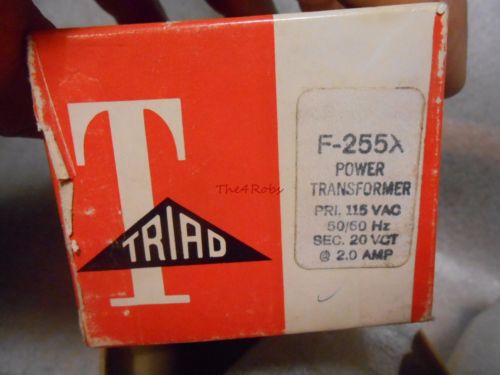 T
TRIAD
The4Robs
F-255X
POWER
TRANSFORMER
PRI. 115 VAC
50/60 Hz
SEC. 20 VCT
@ 2.0 AMP